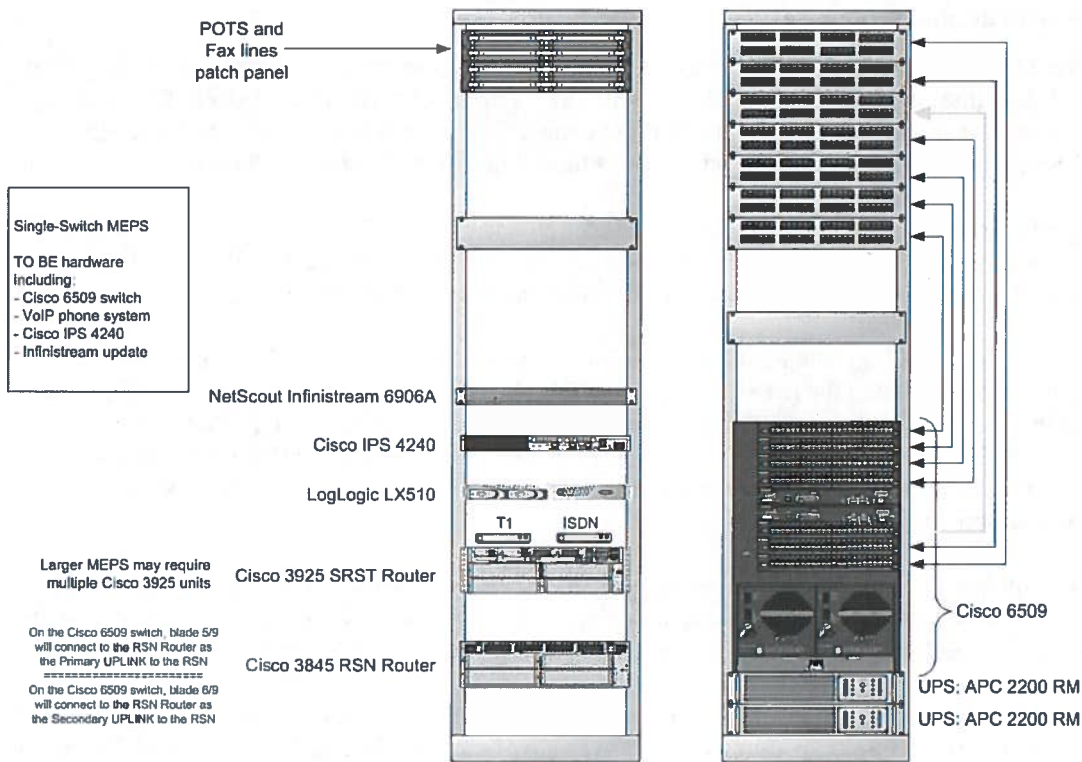 POTS and
Fax lines
patch panel
Single-Switch MEPS
TO BE hardware
including:
- Cisco 6509 switch
- VoIP phone system
- Cisco IPS 4240
- Infinistream update
NetScout Infinistream 6906A
Cisco IPS 4240
LogLogic LX510
T1 ISDN
Larger MEPS may require
multiple Cisco 3925 units
Cisco 3925 SRST Router
On the Cisco 6509 switch, blade 5/9
will connect to the RSN Router as
the Primary UPLINK to the RSN
========================
On the Cisco 6509 switch, blade 6/9
will connect to the RSN Router as
the Secondary UPLINK to the RSN
Cisco 3845 RSN Router
Cisco 6509
UPS: APC 2200 RM
UPS: APC 2200 RM